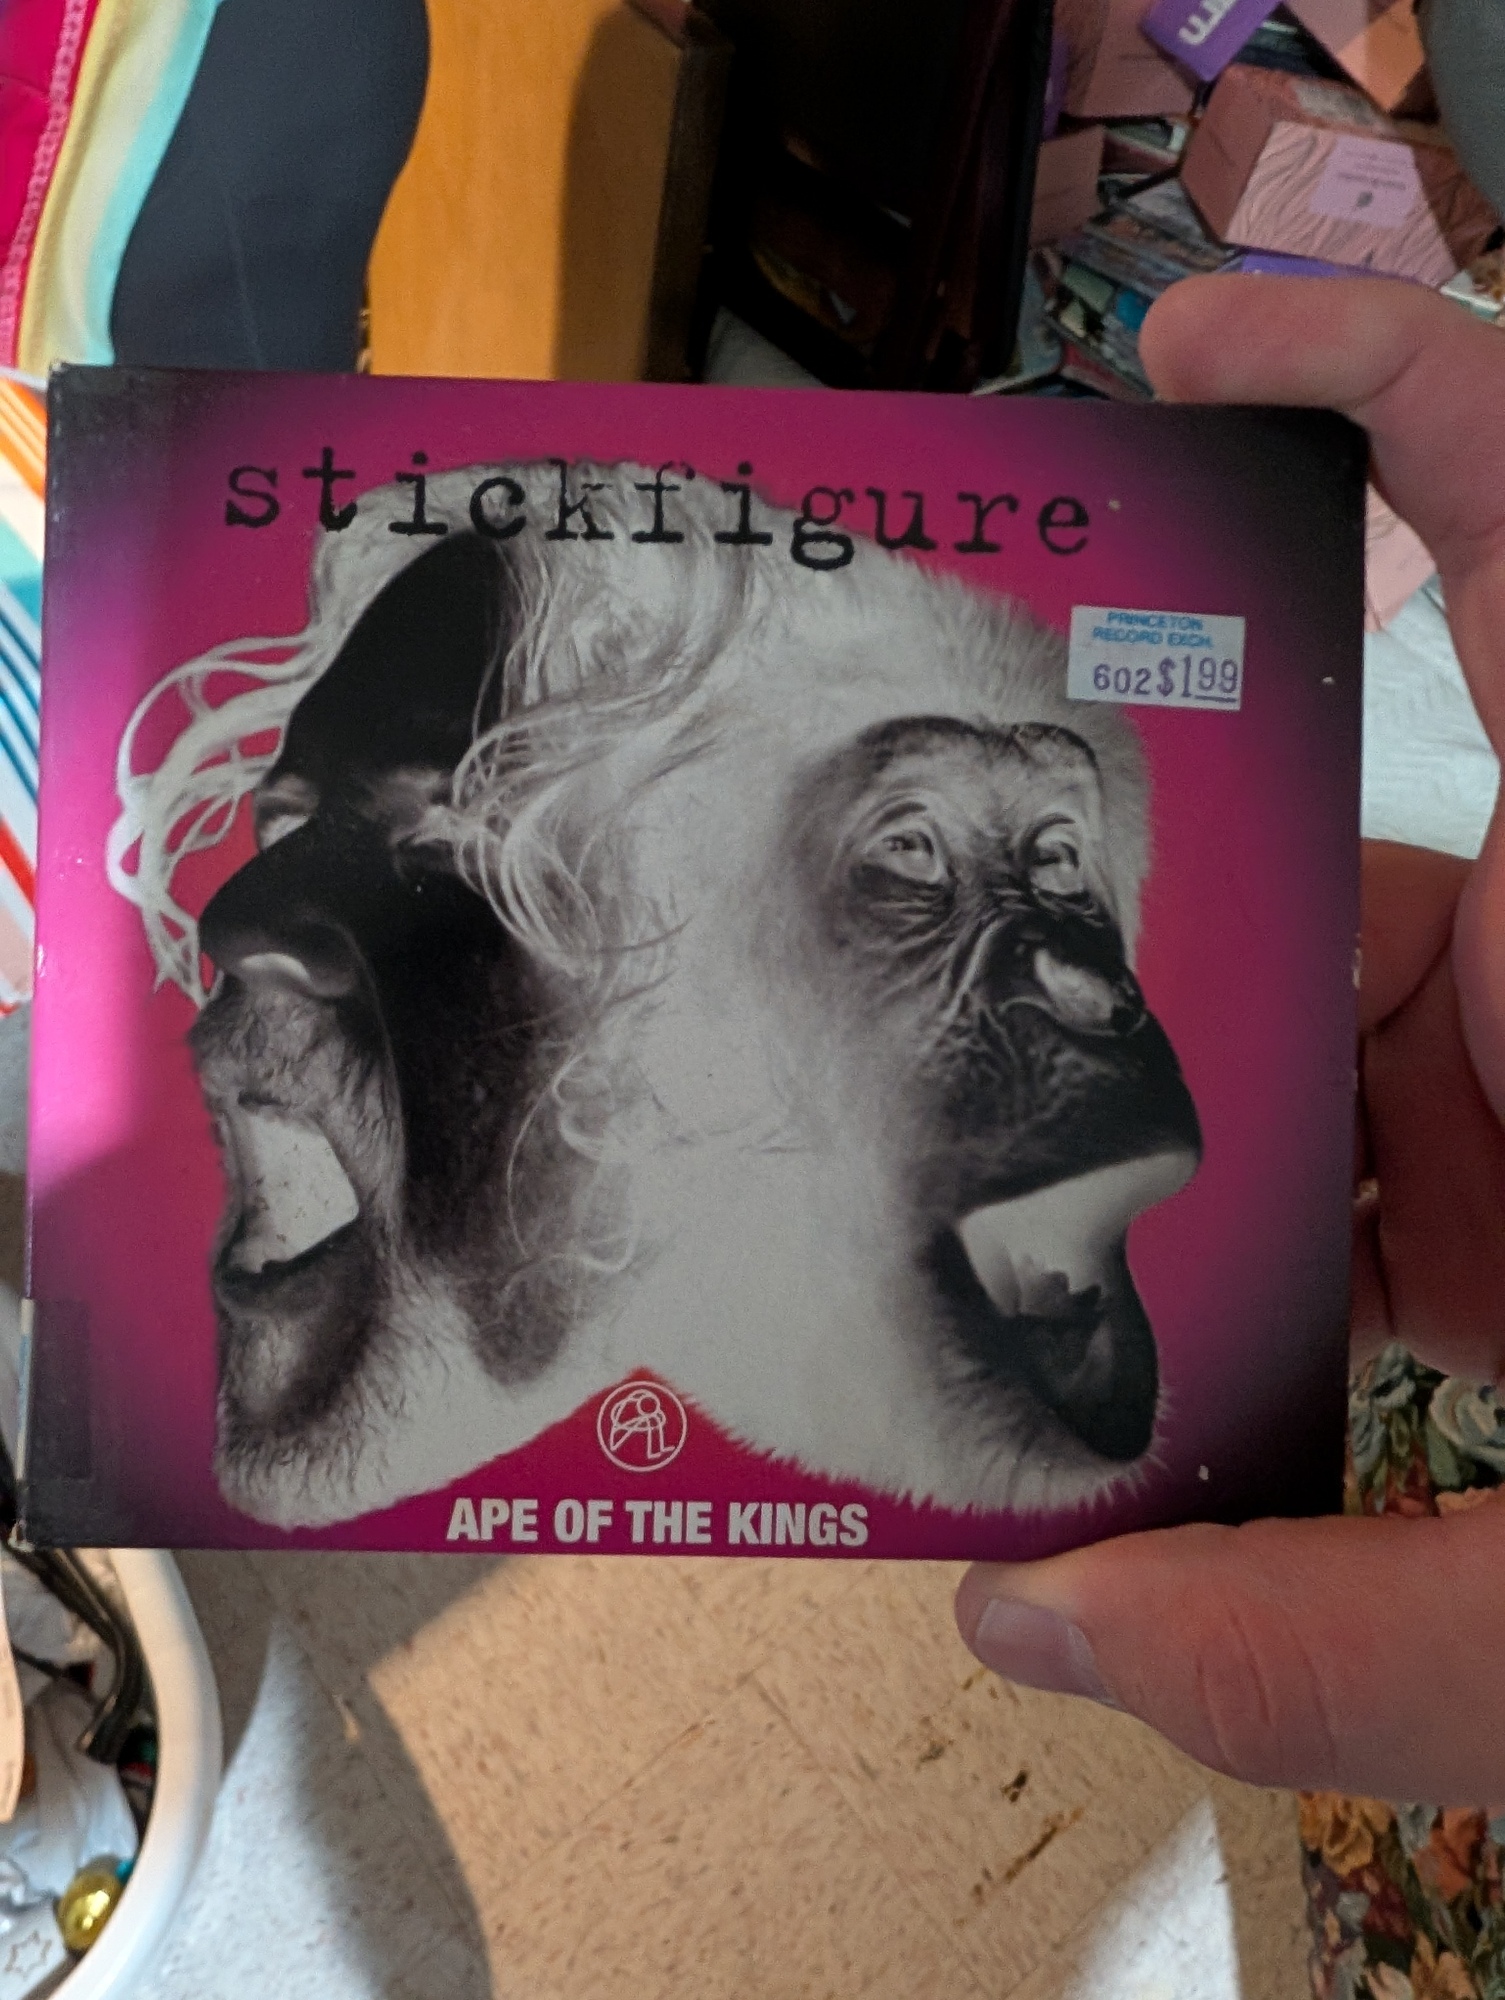 stickfigure
PRINCETON
RECORD EXCH.
602 $1.99
APE OF THE KINGS